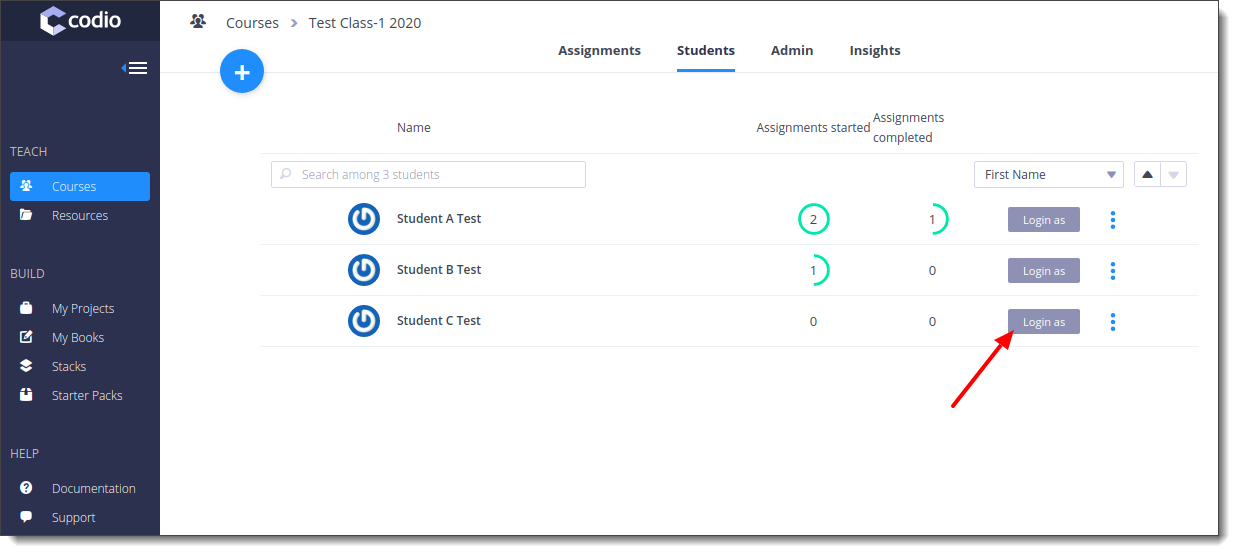 codio
Courses > Test Class-1 2020
Assignments Students Admin Insights
TEACH
Courses
Resources
BUILD
My Projects
My Books
Stacks
Starter Packs
HELP
Documentation
Support
Name Assignments started Assignments
completed
Search among 3 students First Name
Student A Test 2 1 Login as
Student B Test 1 0 Login as
Student C Test 0 0 Login as